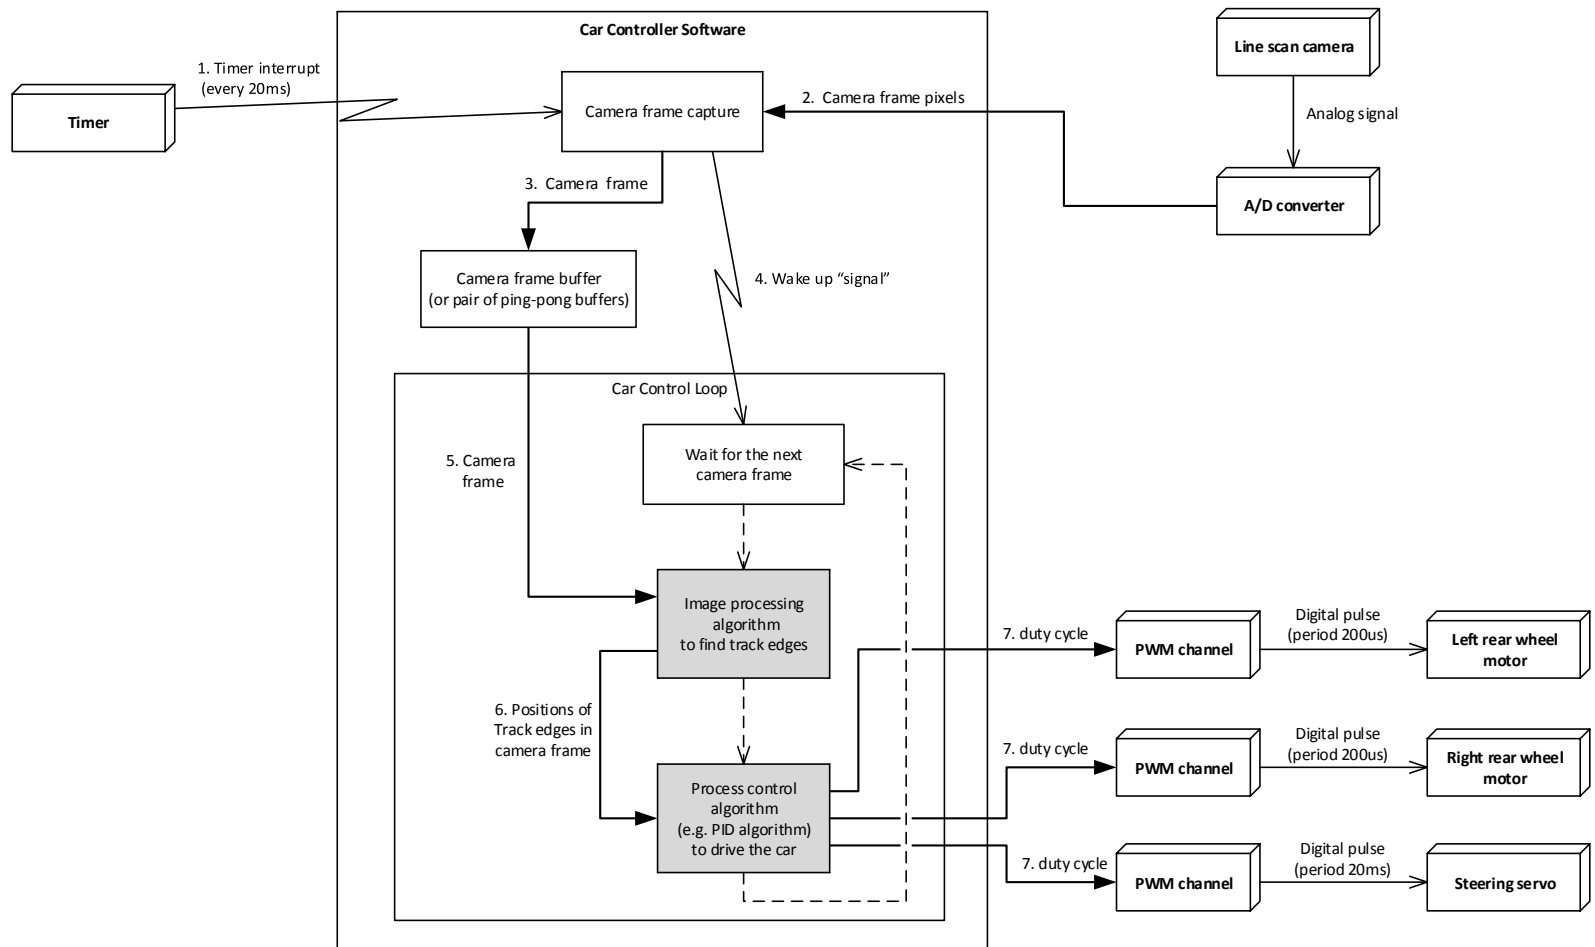 Car Controller Software
Line scan camera
1. Timer interrupt
(every 20ms)
Timer
Camera frame capture
2. Camera frame pixels
Analog signal
A/D converter
3. Camera frame
Camera frame buffer
(or pair of ping-pong buffers)
4. Wake up “signal”
Car Control Loop
Wait for the next
camera frame
5. Camera
frame
Image processing
algorithm
to find track edges
6. Positions of
Track edges in
camera frame
Process control
algorithm
(e.g. PID algorithm)
to drive the car
7. duty cycle
PWM channel
Digital pulse
(period 200us)
Left rear wheel
motor
7. duty cycle
PWM channel
Digital pulse
(period 200us)
Right rear wheel
motor
7. duty cycle
PWM channel
Digital pulse
(period 20ms)
Steering servo